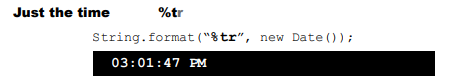 Just the time %tr
String.format(“%tr”, new Date());
03:01:47 PM